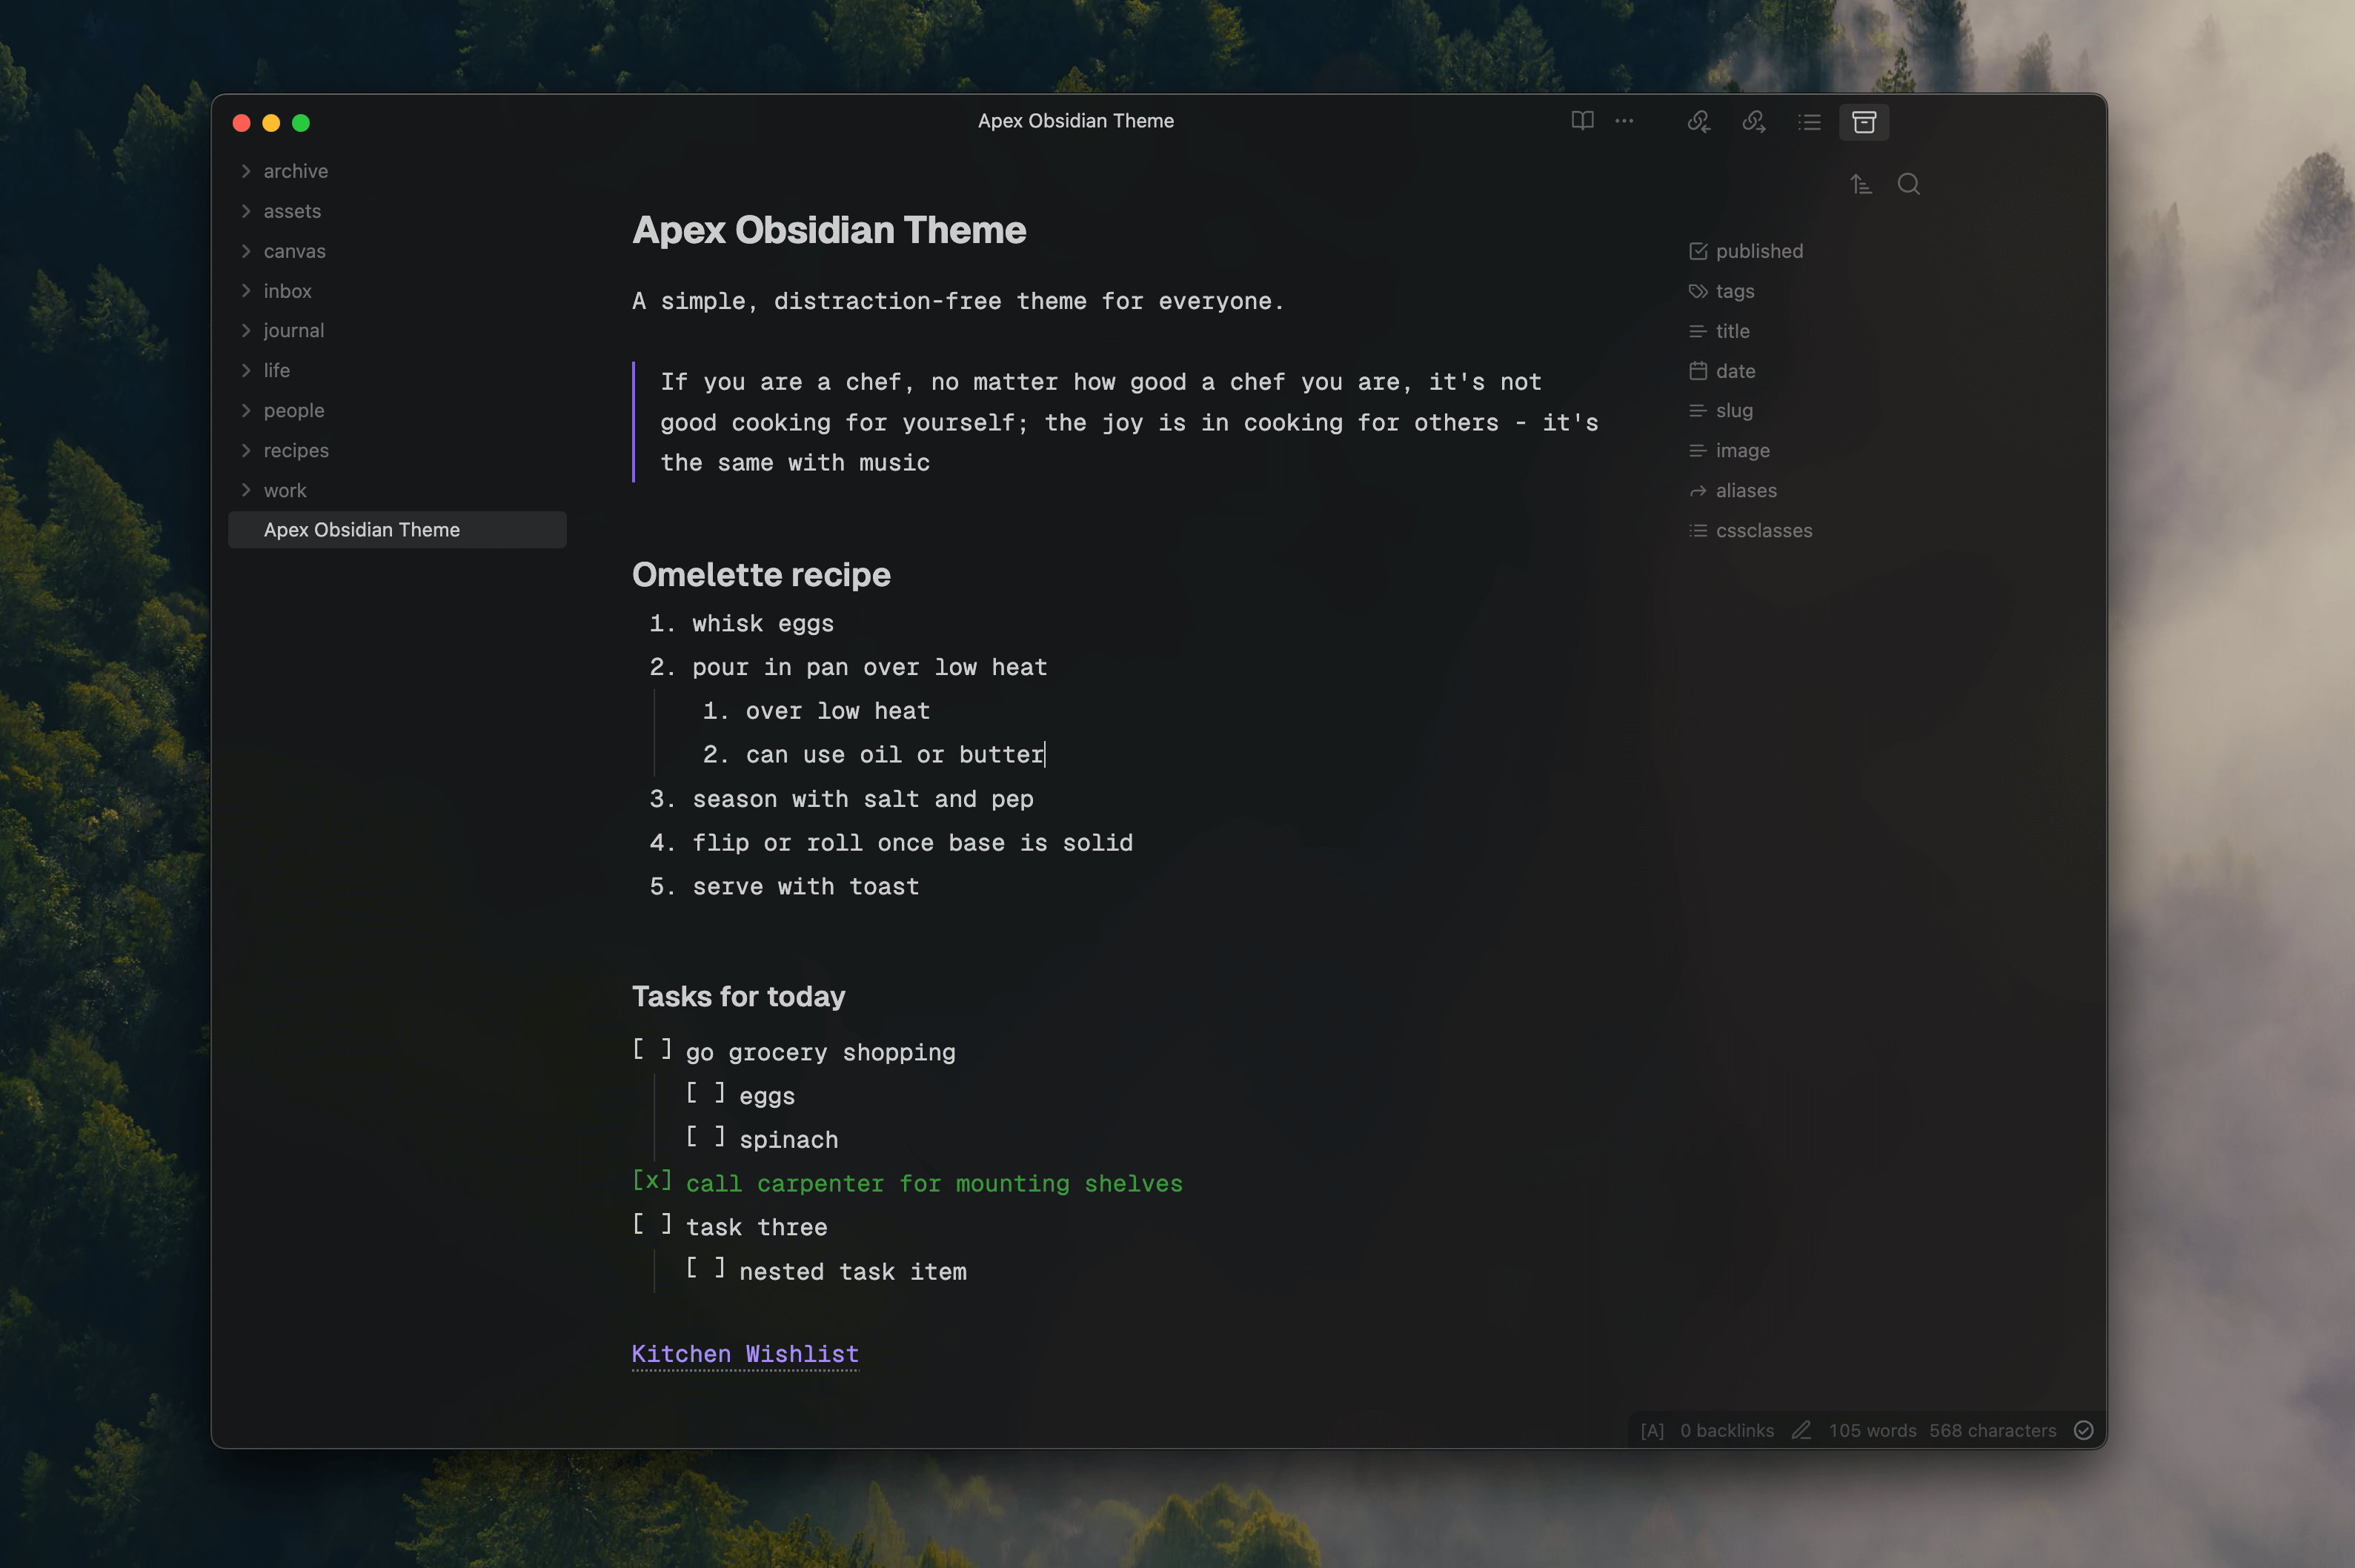 Apex Obsidian Theme
archive
assets
canvas
inbox
journal
life
people
recipes
work
Apex Obsidian Theme
Apex Obsidian Theme
A simple, distraction-free theme for everyone.
If you are a chef, no matter how good a chef you are, it's not
good cooking for yourself; the joy is in cooking for others - it's
the same with music
Omelette recipe
1. whisk eggs
2. pour in pan over low heat
1. over low heat
2. can use oil or butter
3. season with salt and pep
4. flip or roll once base is solid
5. serve with toast
Tasks for today
[ ] go grocery shopping
[ ] eggs
[ ] spinach
[x] call carpenter for mounting shelves
[ ] task three
[ ] nested task item
Kitchen Wishlist
published
tags
title
date
slug
image
aliases
cssclasses
[A] 0 backlinks 105 words 568 characters